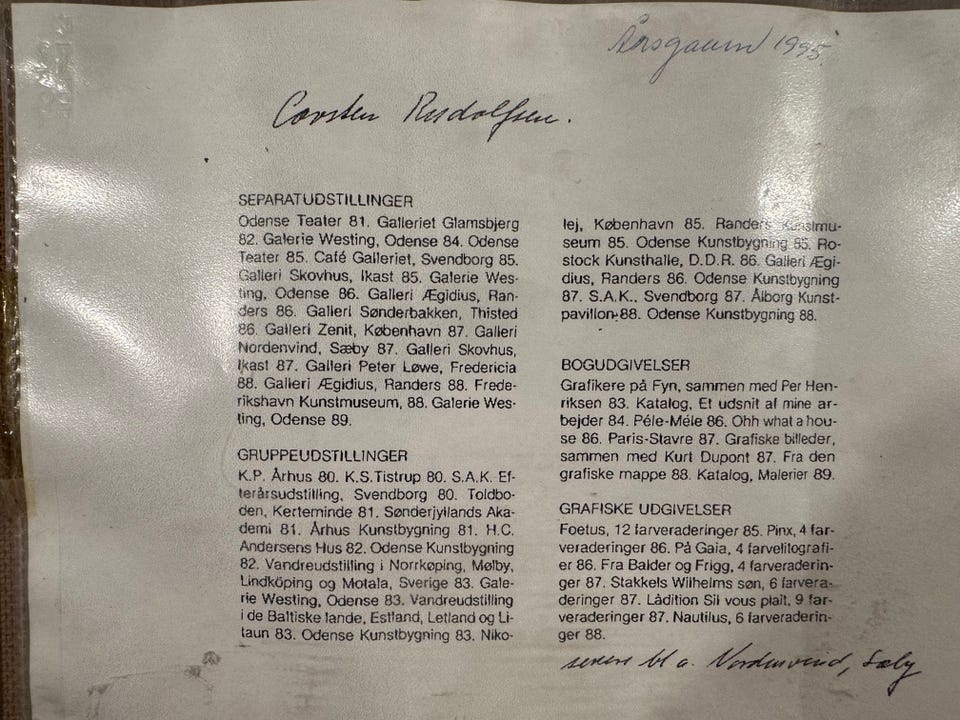 Årsgaven 1995
Carsten Rudolfsen.
SEPARATUDSTILLINGER
Odense Teater 81. Galleriet Glamsbjerg
82. Galerie Westing, Odense 84. Odense
Teater 85. Café Galleriet, Svendborg 85.
Galleri Skovhus, Ikast 85. Galerie Wes-
ting, Odense 86. Galleri Ægidius, Ran-
ders 86. Galleri Sønderbakken, Thisted
86. Galleri Zenit, København 87. Galleri
Nordenvind, Sæby 87. Galleri Skovhus,
Ikast 87. Galleri Peter Løwe, Fredericia
88. Galleri Ægidius, Randers 88. Frede-
rikshavn Kunstmuseum, 88. Galerie Wes-
ting, Odense 89.
GRUPPEUDSTILLINGER
K.P. Århus 80. K.S.Tistrup 80. S.A.K. Ef-
terårsudstilling, Svendborg 80. Toldbo-
den, Kerteminde 81. Sønderjyllands Aka-
demi 81. Århus Kunstbygning 81. H.C.
Andersens Hus 82. Odense Kunstbygning
82. Vandreudstilling i Norrkøping, Mølby,
Lindköping og Motala, Sverige 83. Gale-
rie Westing, Odense 83. Vandreudstilling
i de Baltiske lande, Estland, Letland og Li-
taun 83. Odense Kunstbygning 83. Niko-
lej, København 85. Randers Kunstmu-
seum 85. Odense Kunstbygning 85. Ro-
stock Kunsthalle, D.D.R. 86. Galleri Ægi-
dius, Randers 86. Odense Kunstbygning
87. S.A.K., Svendborg 87. Ålborg Kunst-
pavillon 88. Odense Kunstbygning 88.
BOGUDGIVELSER
Grafikere på Fyn, sammen med Per Hen-
riksen 83. Katalog, Et udsnit af mine ar-
bejder 84. Péle-Méle 86. Ohh what a hou-
se 86. Paris-Stavre 87. Grafiske billeder,
sammen med Kurt Dupont 87. Fra den
grafiske mappe 88. Katalog, Malerier 89.
GRAFISKE UDGIVELSER
Foetus, 12 farveraderinger 85. Pinx, 4 far-
veraderinger 86. På Gaia, 4 farvelitografi-
er 86. Fra Balder og Frigg, 4 farveraderin-
ger 87. Stakkels Wilhelms søn, 6 farvera-
deringer 87. Lådition Sil vous plait, 9 far-
veraderinger 87. Nautilus, 6 farveraderin-
ger 88.
senere bl a. Nordenvind, Sæby